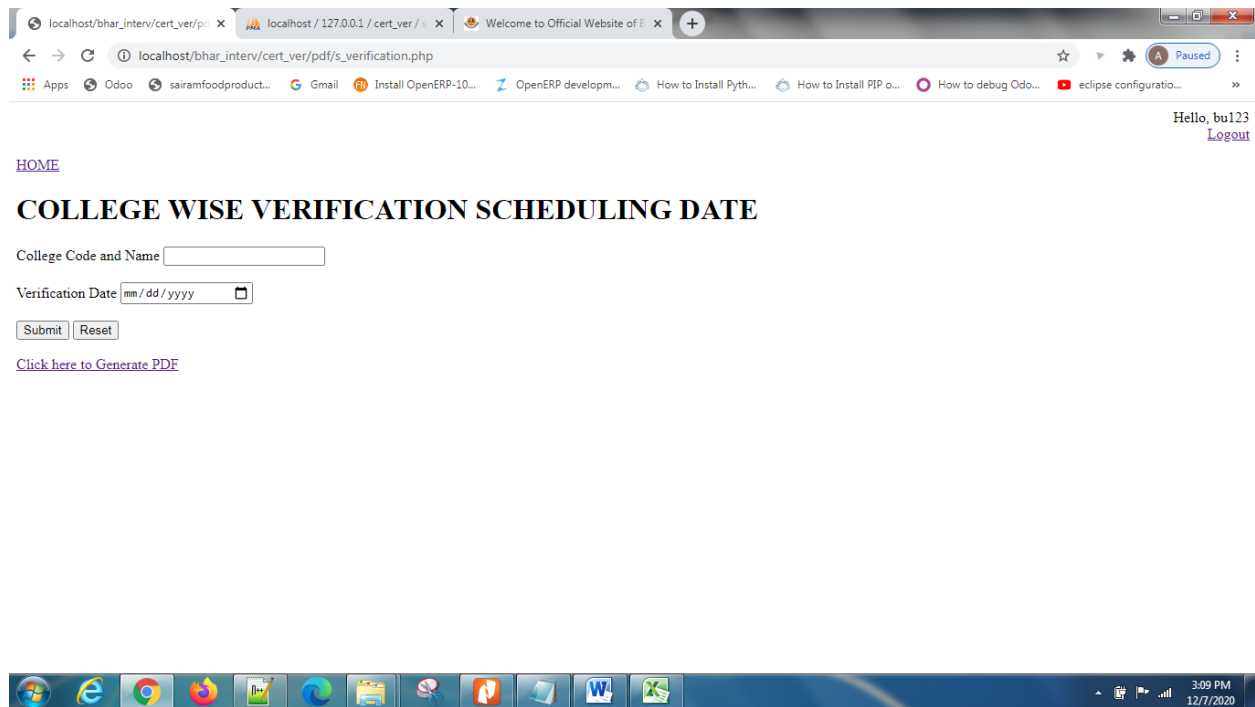 localhost/bhar_interv/cert_ver/pd
localhost / 127.0.0.1 / cert_ver / s
Welcome to Official Website of B
localhost/bhar_interv/cert_ver/pdf/s_verification.php
A Paused
Apps Odoo sairamfoodproduct... Gmail Install OpenERP-10... OpenERP developm... How to Install Pyth... How to Install PIP o... How to debug Odo... eclipse configuratio... »
Hello, bu123
Logout
HOME
COLLEGE WISE VERIFICATION SCHEDULING DATE
College Code and Name
Verification Date mm/dd/yyyy
Submit Reset
Click here to Generate PDF
3:09 PM
12/7/2020